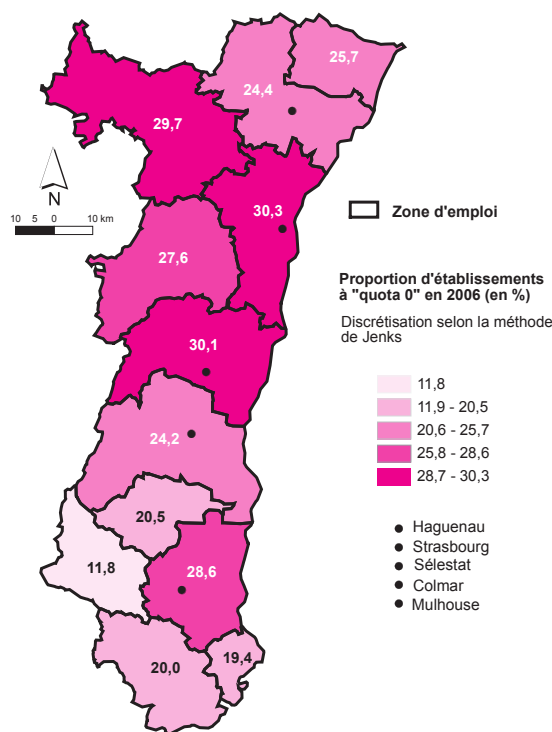 25,7
24,4
29,7
N
10 5 0 10 km
30,3
Zone d'emploi
27,6
Proportion d'établissements
à "quota 0" en 2006 (en %)
Discrétisation selon la méthode
de Jenks
30,1
11,8
11,9 - 20,5
20,6 - 25,7
25,8 - 28,6
28,7 - 30,3
24,2
20,5
Haguenau
Strasbourg
Sélestat
Colmar
Mulhouse
11,8
28,6
20,0
19,4